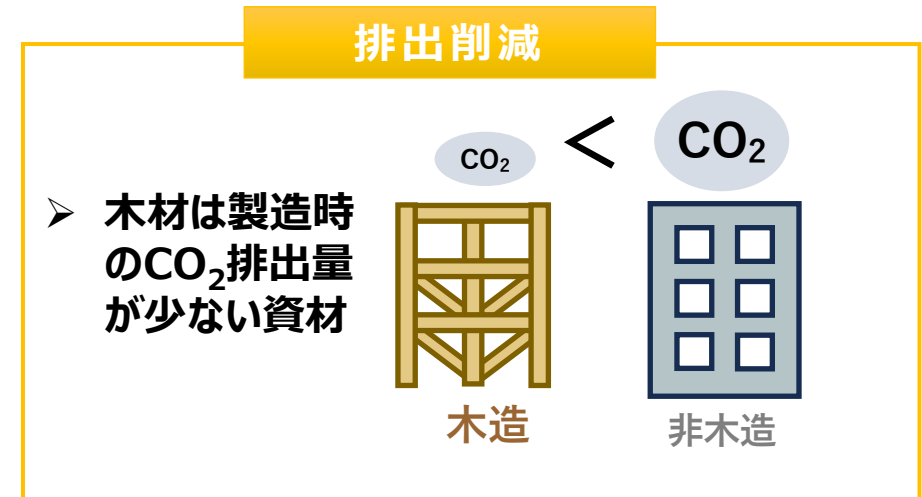 排出削減
CO₂ < CO₂
➢ 木材は製造時
のCO₂排出量
が少ない資材
木造
非木造